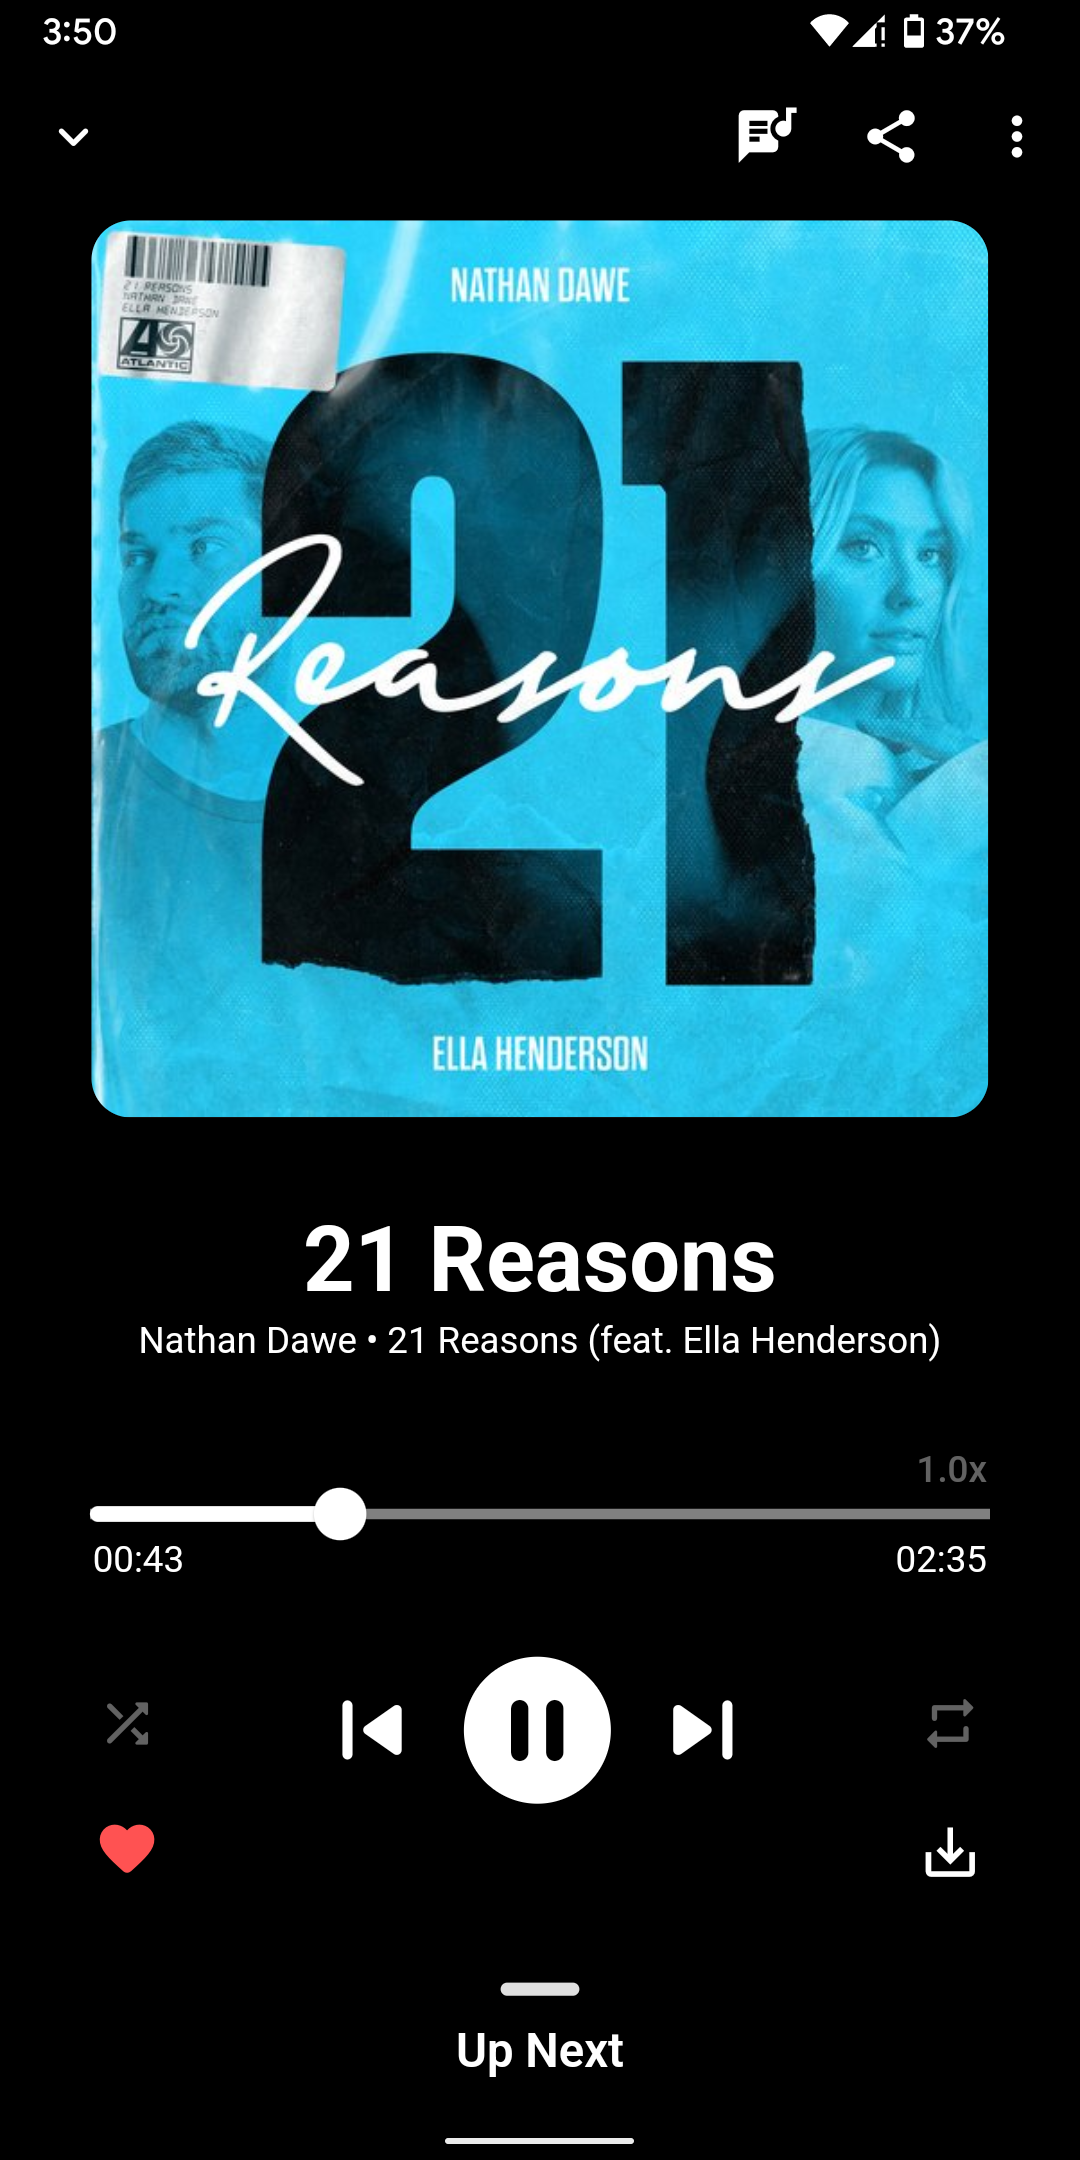 3:50
37%
21 REASONS
NATHAN DAWE
ELLA HENDERSON
ATLANTIC
NATHAN DAWE
21
Reasons
ELLA HENDERSON
21 Reasons
Nathan Dawe • 21 Reasons (feat. Ella Henderson)
1.0x
00:43
02:35
Up Next